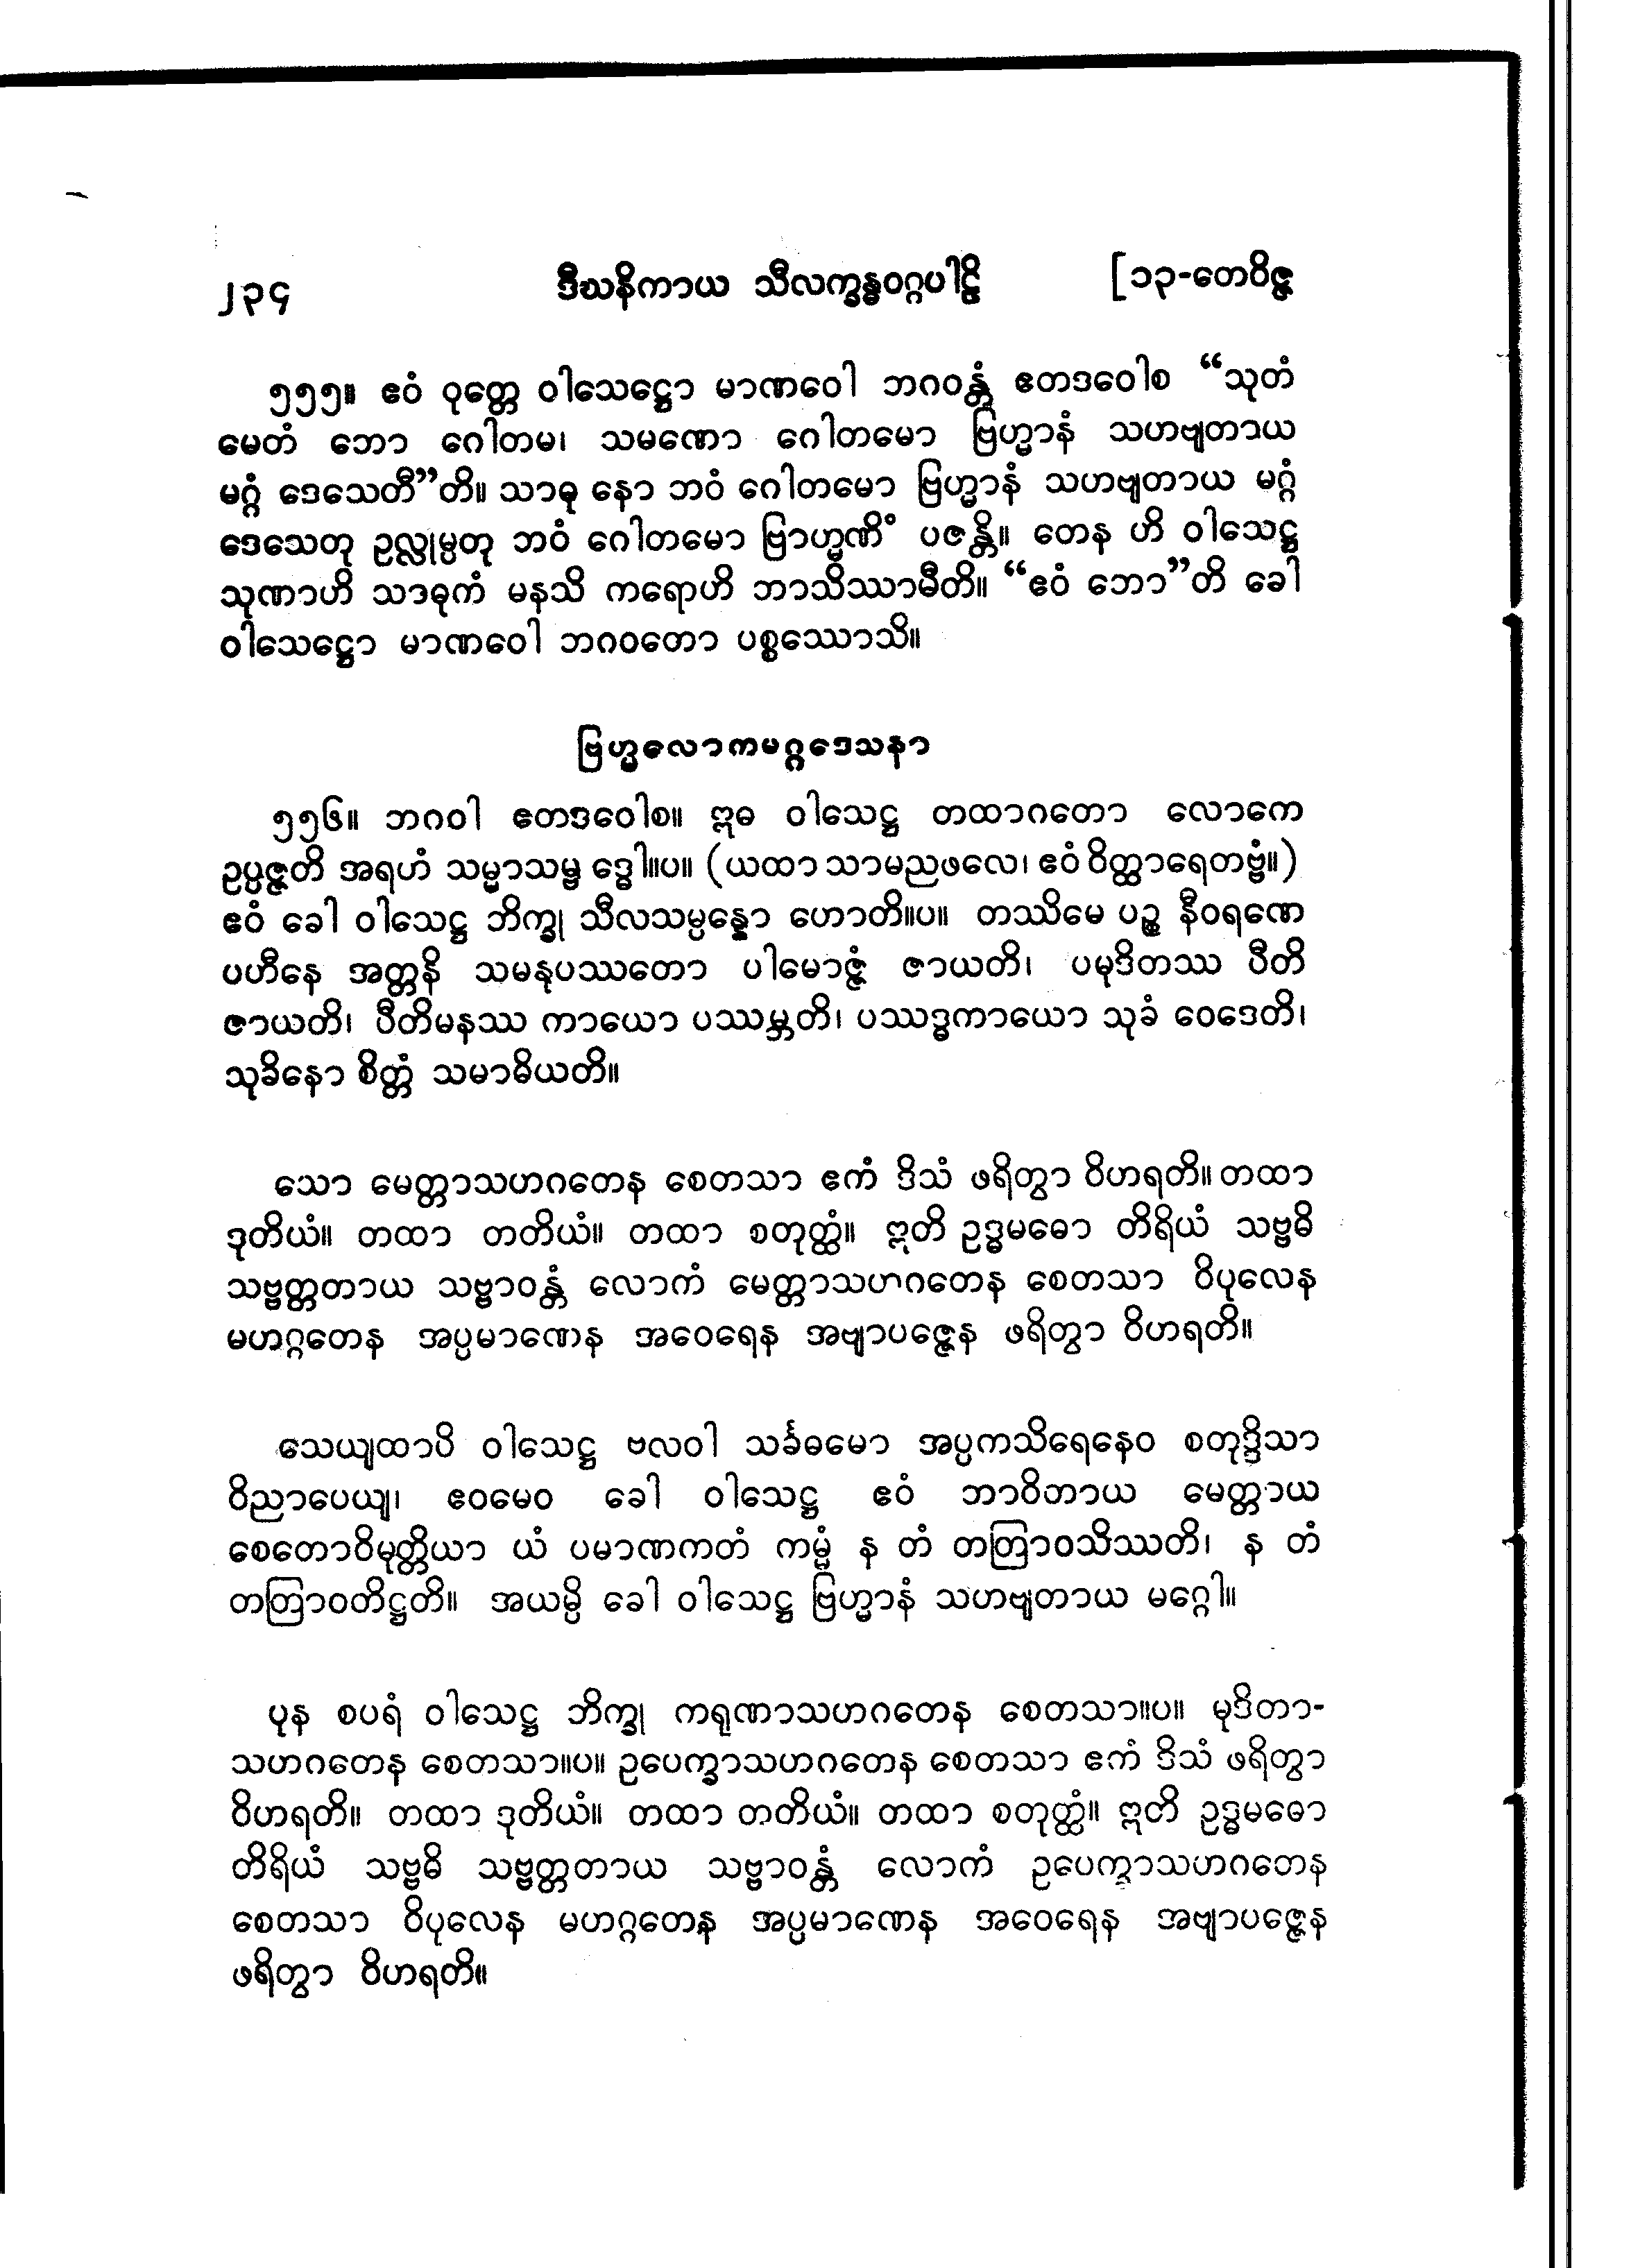 ၂၃၄ ဒီဃနိကာယ သီလက္ခန္ဓဝဂ္ဂပါဠိ [၁၃-တေဝိဇ္ဇ
၅၅၅။ ဧဝံ ဝုတ္တေ ဝါသေဋ္ဌော မာဏဝေါ ဘဂဝန္တံ ဧတဒဝေါစ “သုတံ
မေတံ ဘော ဂေါတမ၊ သမဏော ဂေါတမော ဗြဟ္မာနံ သဟဗျတာယ
မဂ္ဂံ ဒေသေတီ”တိ။ သာဓု နော ဘဝံ ဂေါတမော ဗြဟ္မာနံ သဟဗျတာယ မဂ္ဂံ
ဒေသေတု ဥလ္လုမ္ပတု ဘဝံ ဂေါတမော ဗြာဟ္မဏိံ ပဇန္တိ။ တေန ဟိ ဝါသေဋ္ဌ
သုဏာဟိ သာဓုကံ မနသိ ကရောဟိ ဘာသိဿာမီတိ။ “ဧဝံ ဘော”တိ ခေါ
ဝါသေဋ္ဌော မာဏဝေါ ဘဂဝတော ပစ္စဿောသိ။
ဗြဟ္မလောကမဂ္ဂဒေသနာ
၅၅၆။ ဘဂဝါ ဧတဒဝေါစ။ ဣဓ ဝါသေဋ္ဌ တထာဂတော လောကေ
ဥပ္ပဇ္ဇတိ အရဟံ သမ္မာသမ္ဗုဒ္ဓေါ။ပ။ (ယထာ သာမညဖလေ၊ ဧဝံ ဝိတ္ထာရေတဗ္ဗံ။)
ဧဝံ ခေါ ဝါသေဋ္ဌ ဘိက္ခု သီလသမ္ပန္နော ဟောတိ။ပ။ တဿိမေ ပဉ္စ နီဝရဏေ
ပဟီနေ အတ္တနိ သမနုပဿတော ပါမောဇ္ဇံ ဇာယတိ၊ ပမုဒိတဿ ပီတိ
ဇာယတိ၊ ပီတိမနဿ ကာယော ပဿမ္ဘတိ၊ ပဿဒ္ဓကာယော သုခံ ဝေဒေတိ၊
သုခိနော စိတ္တံ သမာဓိယတိ။
သော မေတ္တာသဟဂတေန စေတသာ ဧကံ ဒိသံ ဖရိတွာ ဝိဟရတိ။ တထာ
ဒုတိယံ။ တထာ တတိယံ။ တထာ စတုတ္ထံ။ ဣတိ ဥဒ္ဓမဓော တိရိယံ သဗ္ဗဓိ
သဗ္ဗတ္တတာယ သဗ္ဗာဝန္တံ လောကံ မေတ္တာသဟဂတေန စေတသာ ဝိပုလေန
မဟဂ္ဂတေန အပ္ပမာဏေန အဝေရေန အဗျာပဇ္ဇေန ဖရိတွာ ဝိဟရတိ။
သေယျထာပိ ဝါသေဋ္ဌ ဗလဝါ သင်္ခဓမော အပ္ပကသိရေနေဝ စတုဒ္ဒိသာ
ဝိညာပေယျ၊ ဧဝမေဝ ခေါ ဝါသေဋ္ဌ ဧဝံ ဘာဝိတာယ မေတ္တာယ
စေတောဝိမုတ္တိယာ ယံ ပမာဏကတံ ကမ္မံ န တံ တတြာဝသိဿတိ၊ န တံ
တတြာဝတိဋ္ဌတိ။ အယမ္ပိ ခေါ ဝါသေဋ္ဌ ဗြဟ္မာနံ သဟဗျတာယ မဂ္ဂေါ။
ပုန စပရံ ဝါသေဋ္ဌ ဘိက္ခု ကရုဏာသဟဂတေန စေတသာ။ပ။ မုဒိတာ-
သဟဂတေန စေတသာ။ပ။ ဥပေက္ခာသဟဂတေန စေတသာ ဧကံ ဒိသံ ဖရိတွာ
ဝိဟရတိ။ တထာ ဒုတိယံ။ တထာ တတိယံ။ တထာ စတုတ္ထံ။ ဣတိ ဥဒ္ဓမဓော
တိရိယံ သဗ္ဗဓိ သဗ္ဗတ္တတာယ သဗ္ဗာဝန္တံ လောကံ ဥပေက္ခာသဟဂတေန
စေတသာ ဝိပုလေန မဟဂ္ဂတေန အပ္ပမာဏေန အဝေရေန အဗျာပဇ္ဇေန
ဖရိတွာ ဝိဟရတိ။